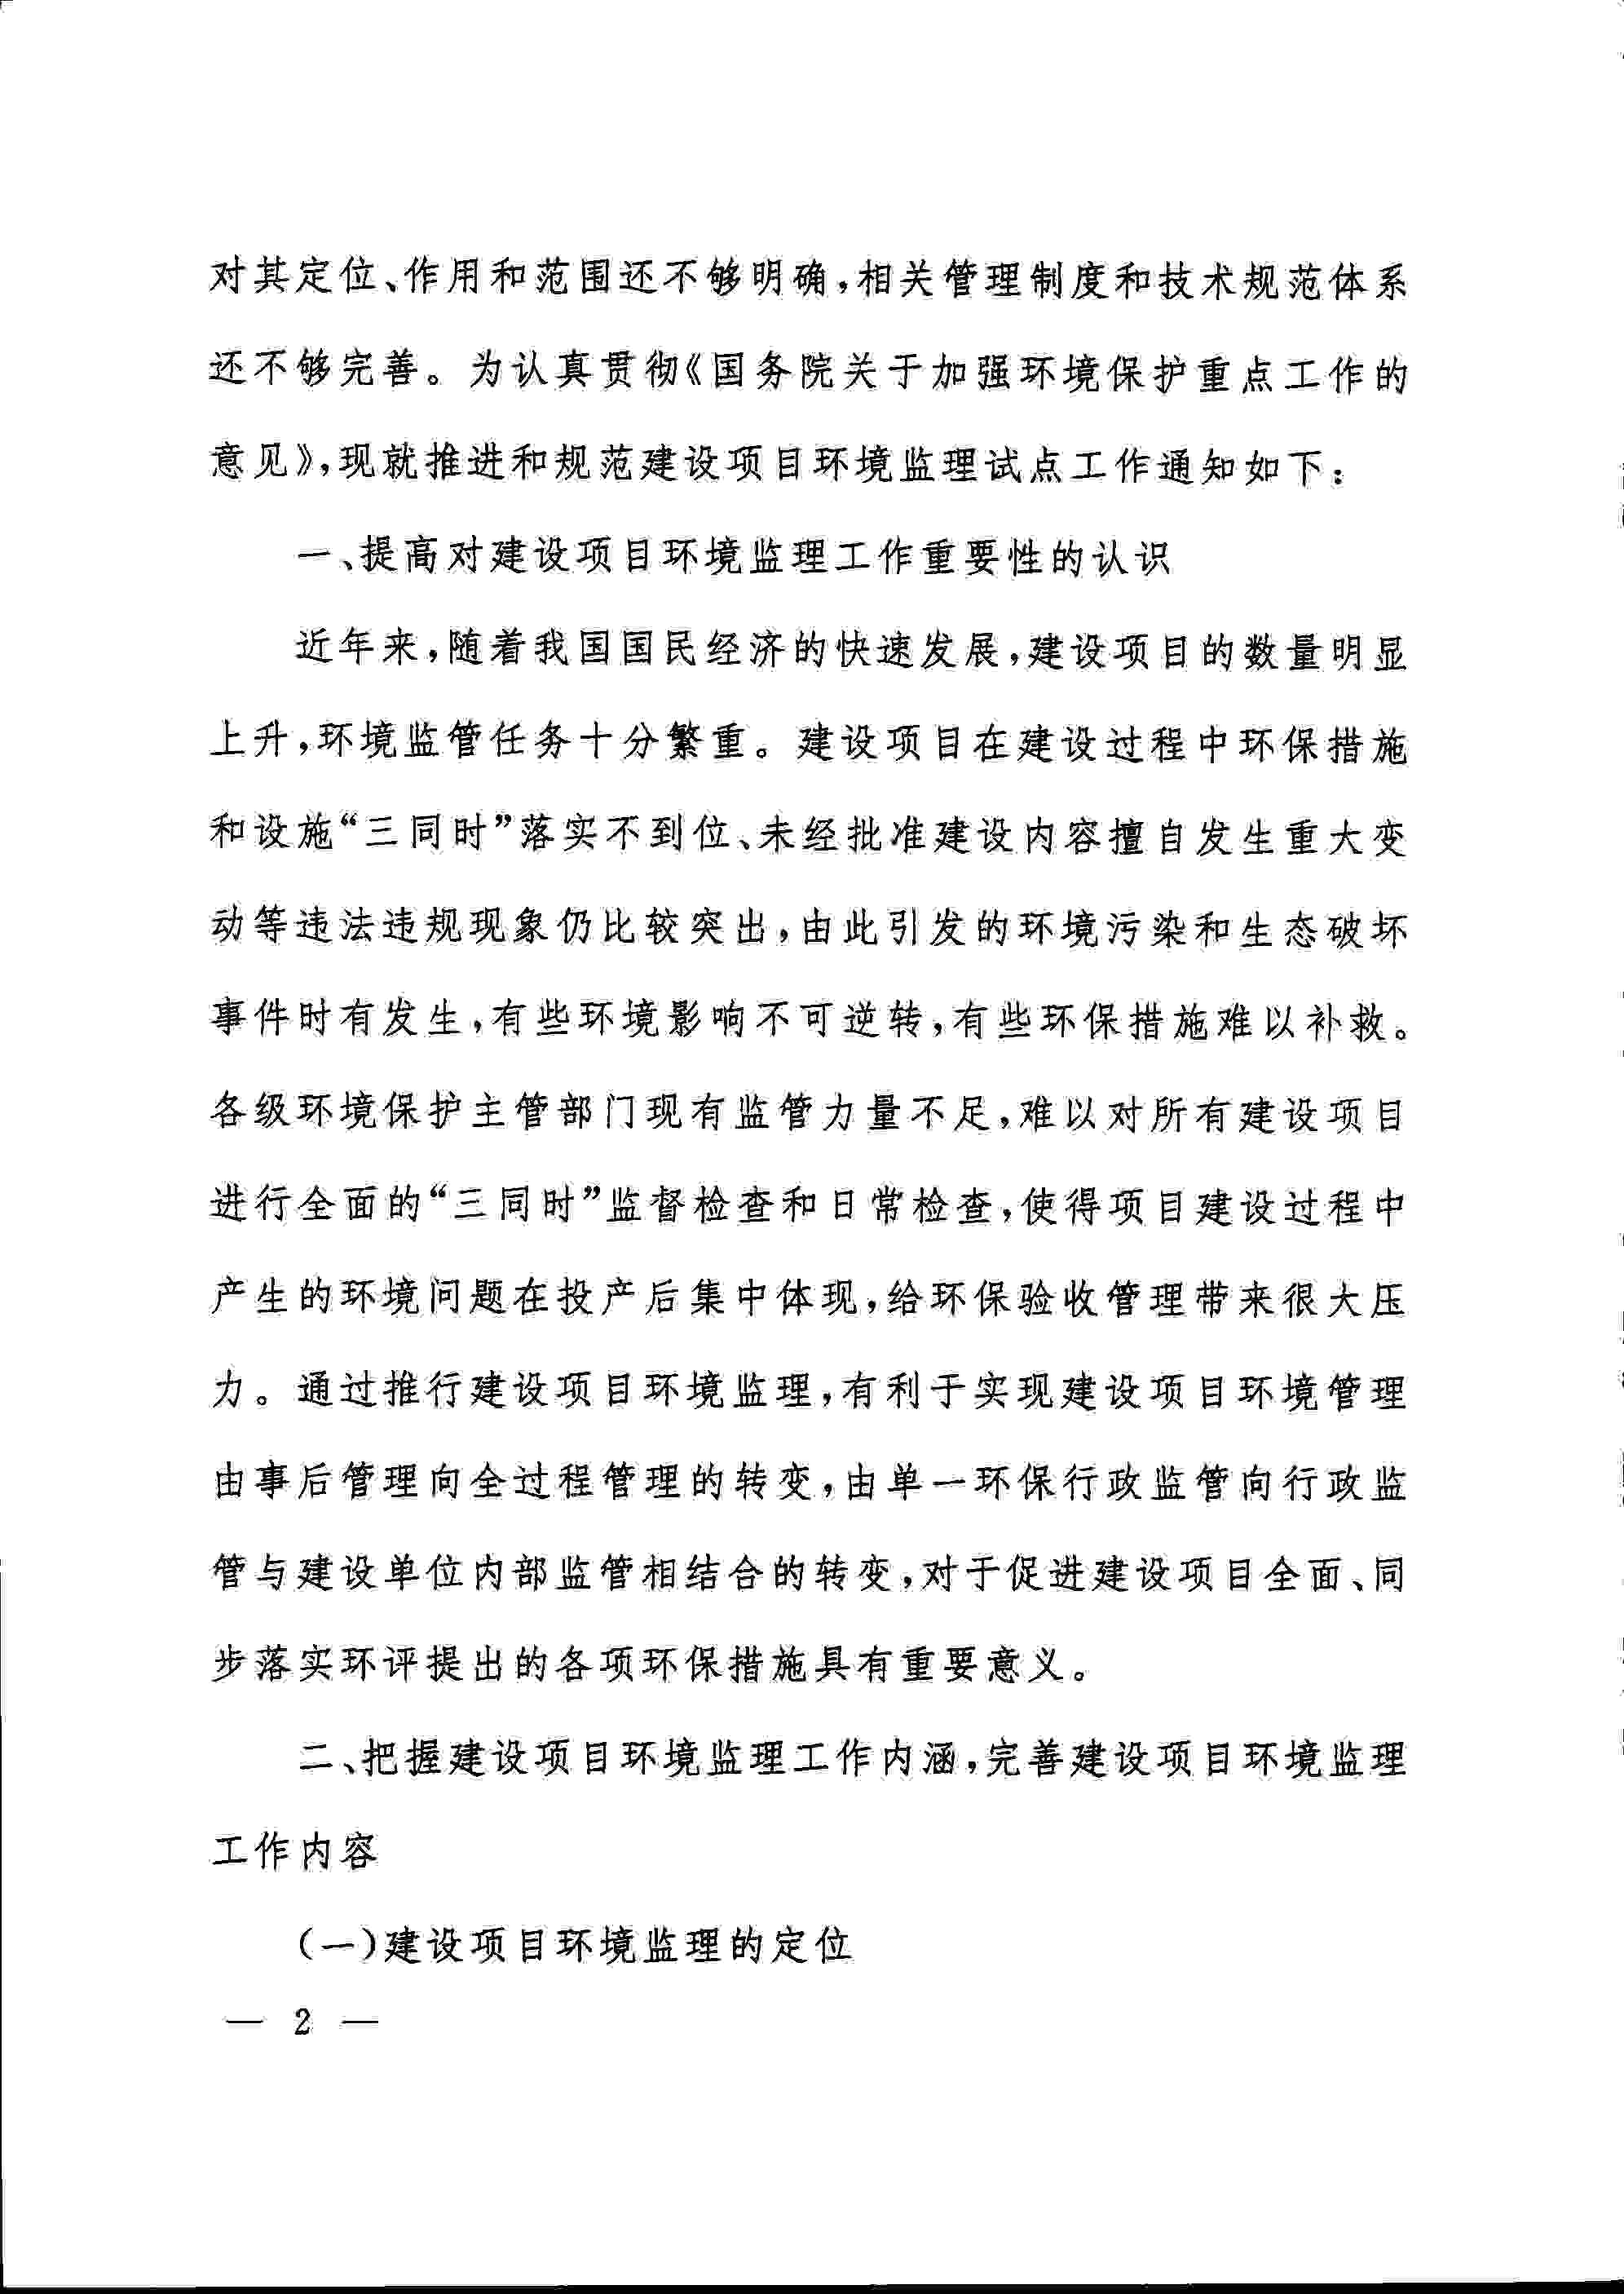 对其定位、作用和范围还不够明确,相关管理制度和技术规范体系
还不够完善。为认真贯彻《国务院关于加强环境保护重点工作的
意见》,现就推进和规范建设项目环境监理试点工作通知如下:
一、提高对建设项目环境监理工作重要性的认识
近年来,随着我国国民经济的快速发展,建设项目的数量明显
上升,环境监管任务十分繁重。建设项目在建设过程中环保措施
和设施“三同时”落实不到位、未经批准建设内容擅自发生重大变
动等违法违规现象仍比较突出,由此引发的环境污染和生态破坏
事件时有发生,有些环境影响不可逆转,有些环保措施难以补救。
各级环境保护主管部门现有监管力量不足,难以对所有建设项目
进行全面的“三同时”监督检查和日常检查,使得项目建设过程中
产生的环境问题在投产后集中体现,给环保验收管理带来很大压
力。通过推行建设项目环境监理,有利于实现建设项目环境管理
由事后管理向全过程管理的转变,由单一环保行政监管向行政监
管与建设单位内部监管相结合的转变,对于促进建设项目全面、同
步落实环评提出的各项环保措施具有重要意义。
二、把握建设项目环境监理工作内涵,完善建设项目环境监理
工作内容
(一)建设项目环境监理的定位
— 2 —